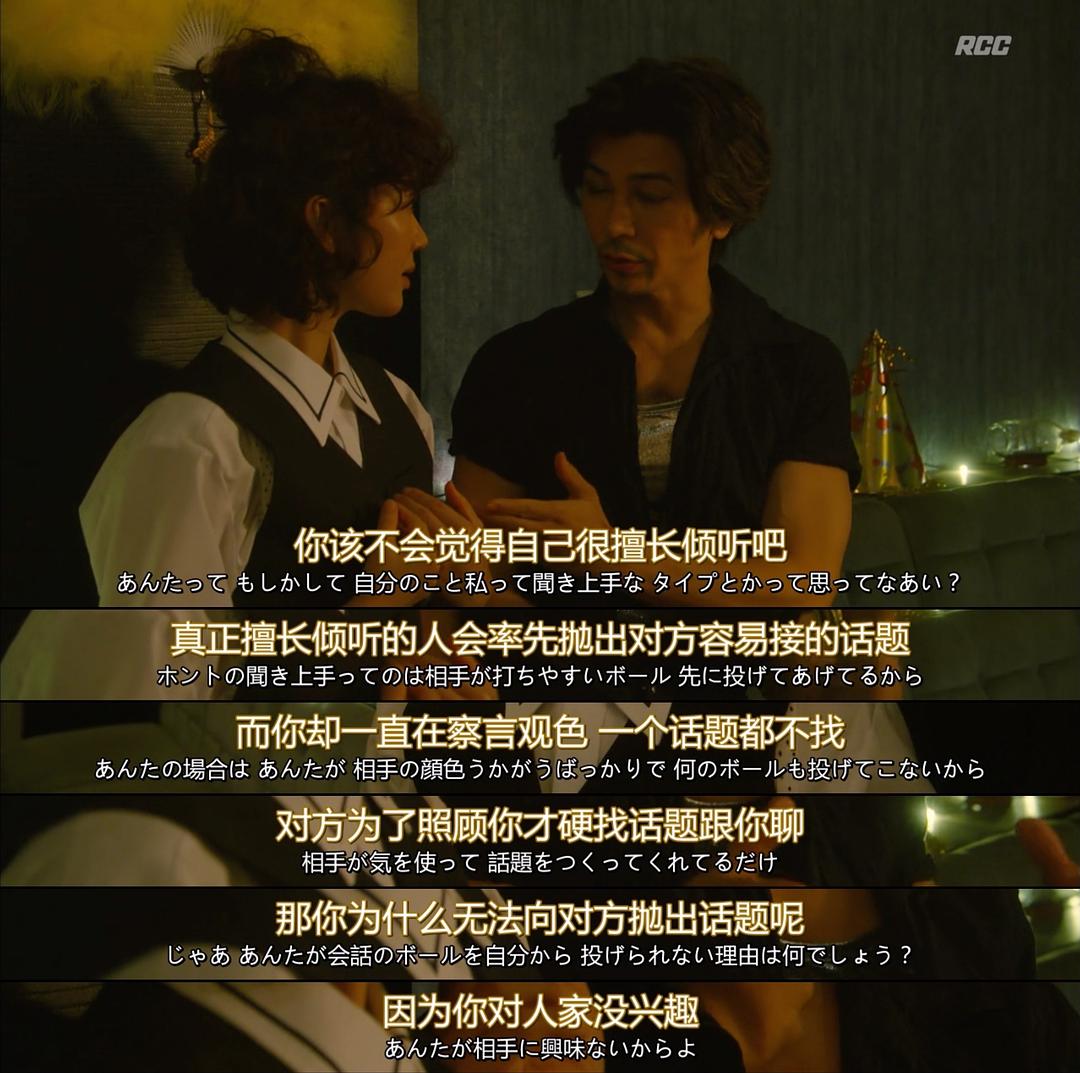 RCC
你该不会觉得自己很擅长倾听吧
あんたって もしかして 自分のこと私って聞き上手な タイプとかって思ってなあい？
真正擅长倾听的人会率先抛出对方容易接的话题
ホントの聞き上手ってのは相手が打ちやすいボール 先に投げてあげてるから
而你却一直在察言观色 一个话题都不找
あんたの場合は あんたが 相手の顔色うかがうばっかりで 何のボールも投げてこないから
对方为了照顾你才硬找话题跟你聊
相手が気を使って 話題をつくってくれてるだけ
那你为什么无法向对方抛出话题呢
じゃあ あんたが会話のボールを自分から 投げられない理由は何でしょう？
因为你对人家没兴趣
あんたが相手に興味ないからよ